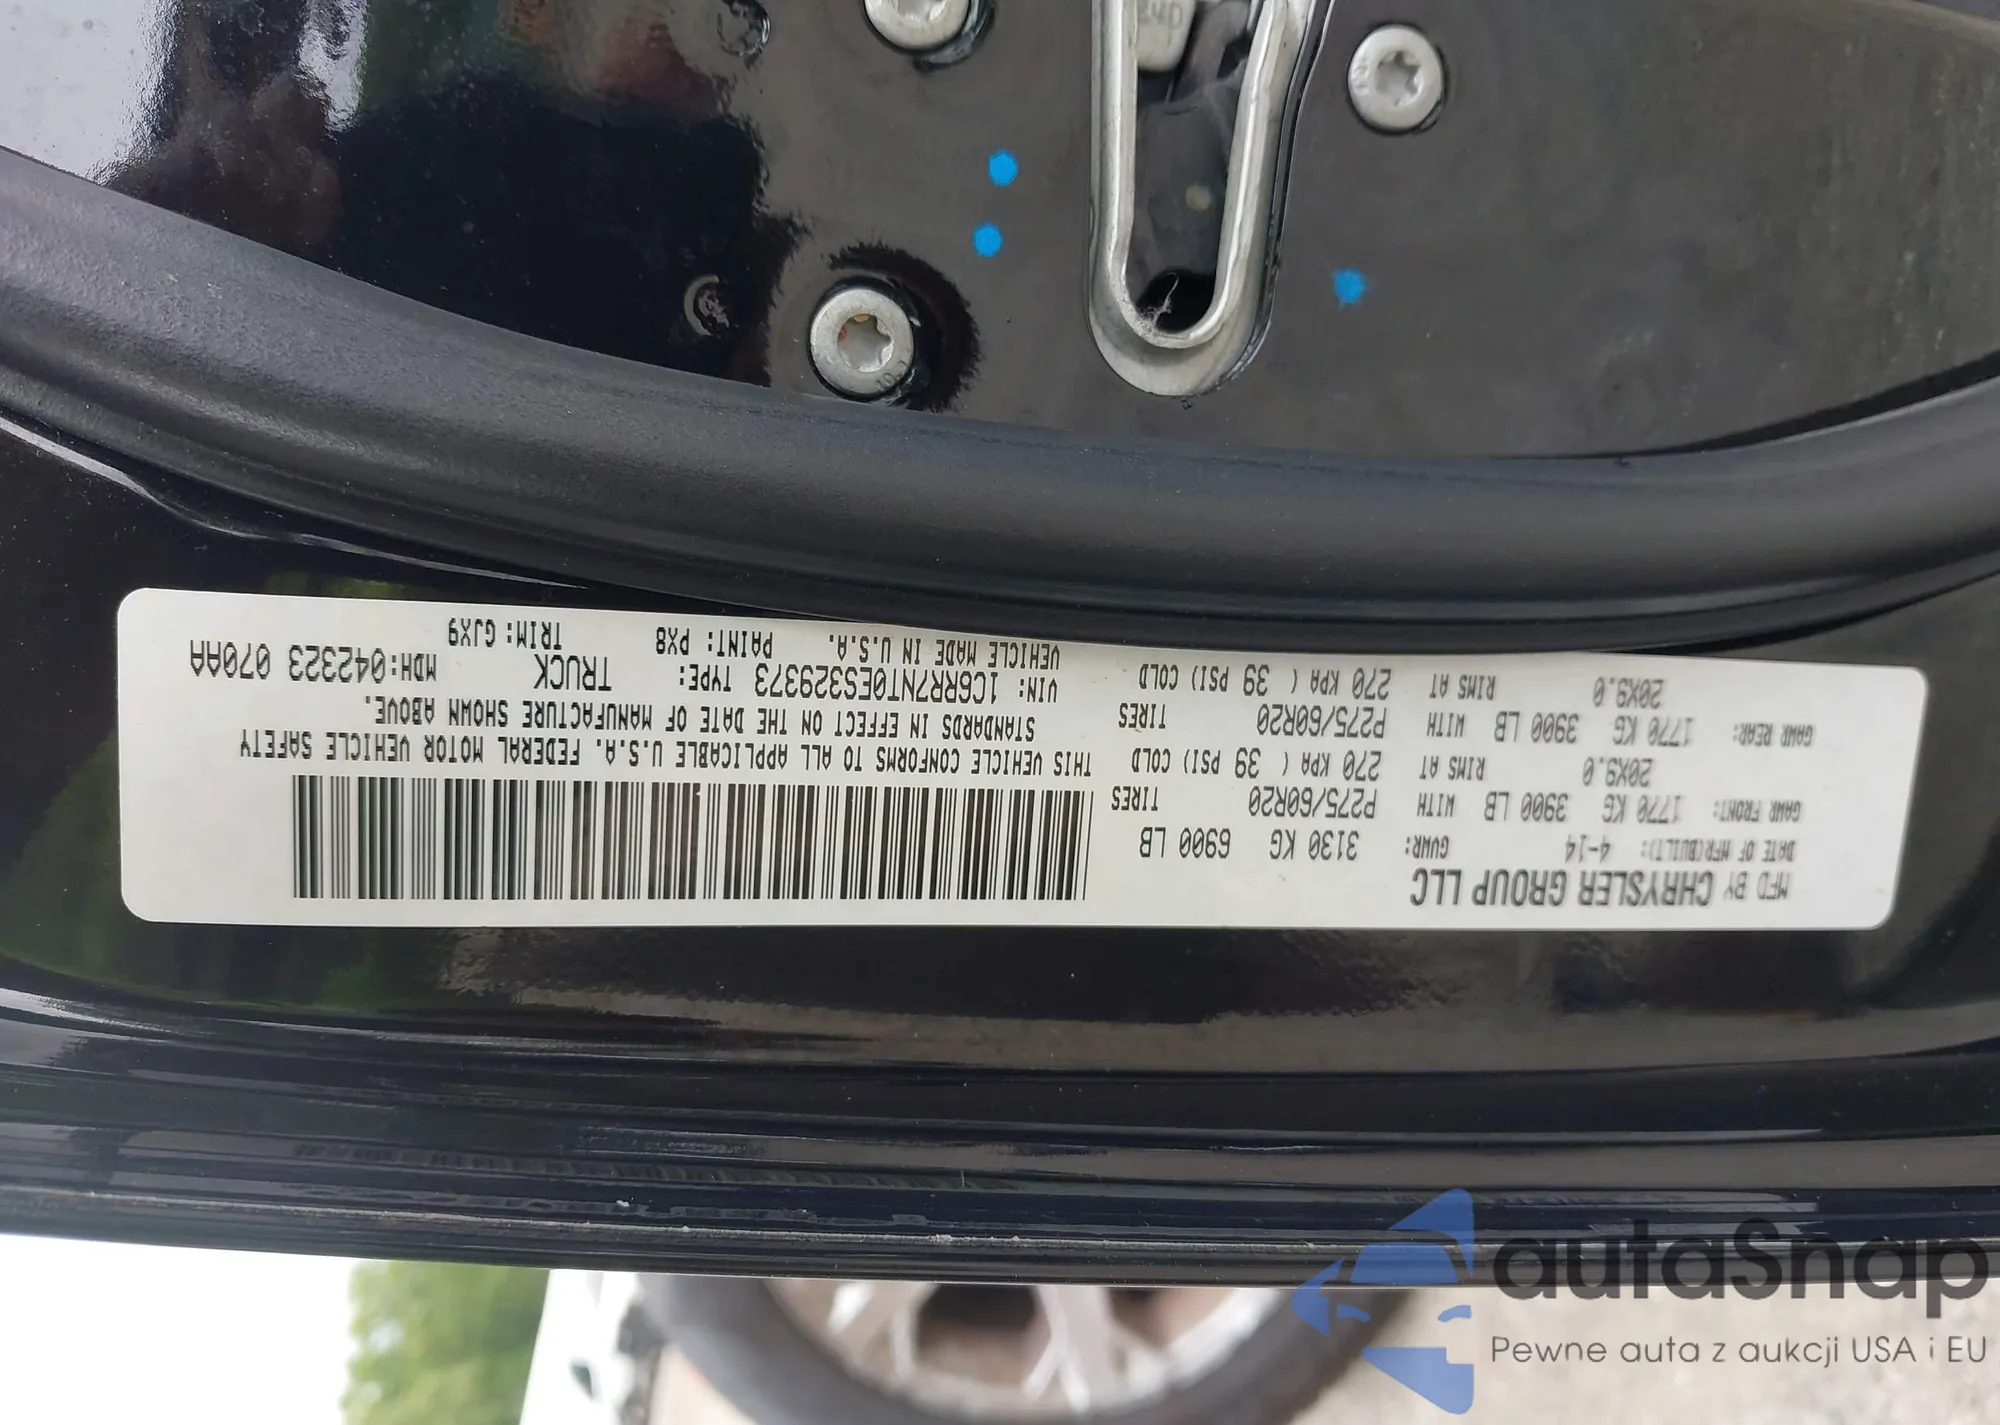 MFD BY CHRYSLER GROUP LLC
DATE OF MFR(BUILT): 4-14 GVWR: 3130 KG 6900 LB
GAWR FRONT: 1770 KG 3900 LB WITH P275/60R20 TIRES
20X9.0 RIMS AT 270 KPA ( 39 PSI) COLD
GAWR REAR: 1770 KG 3900 LB WITH P275/60R20 TIRES
20X9.0 RIMS AT 270 KPA ( 39 PSI) COLD
THIS VEHICLE CONFORMS TO ALL APPLICABLE U.S.A. FEDERAL MOTOR VEHICLE SAFETY
STANDARDS IN EFFECT ON THE DATE OF MANUFACTURE SHOWN ABOVE.
VIN: 1C6RR7NT0ES329373 TYPE: TRUCK MDH:042323 070AA
VEHICLE MADE IN U.S.A. PAINT: PX8 TRIM: GJX9
autaSnap
Pewne auta z aukcji USA i EU